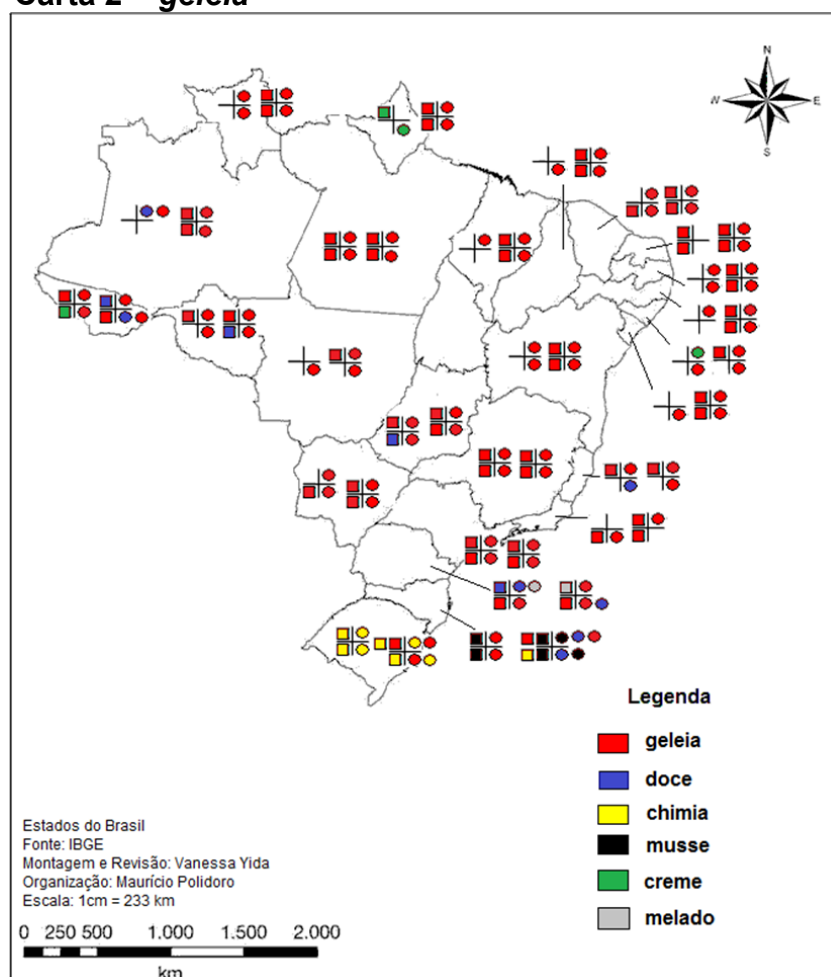 Carta 2 – geleia
N
W
E
S
Legenda
geleia
doce
chimia
musse
creme
melado
Estados do Brasil
Fonte: IBGE
Montagem e Revisão: Vanessa Yida
Organização: Maurício Polidoro
Escala: 1cm = 233 km
0 250 500 1.000 1.500 2.000
km